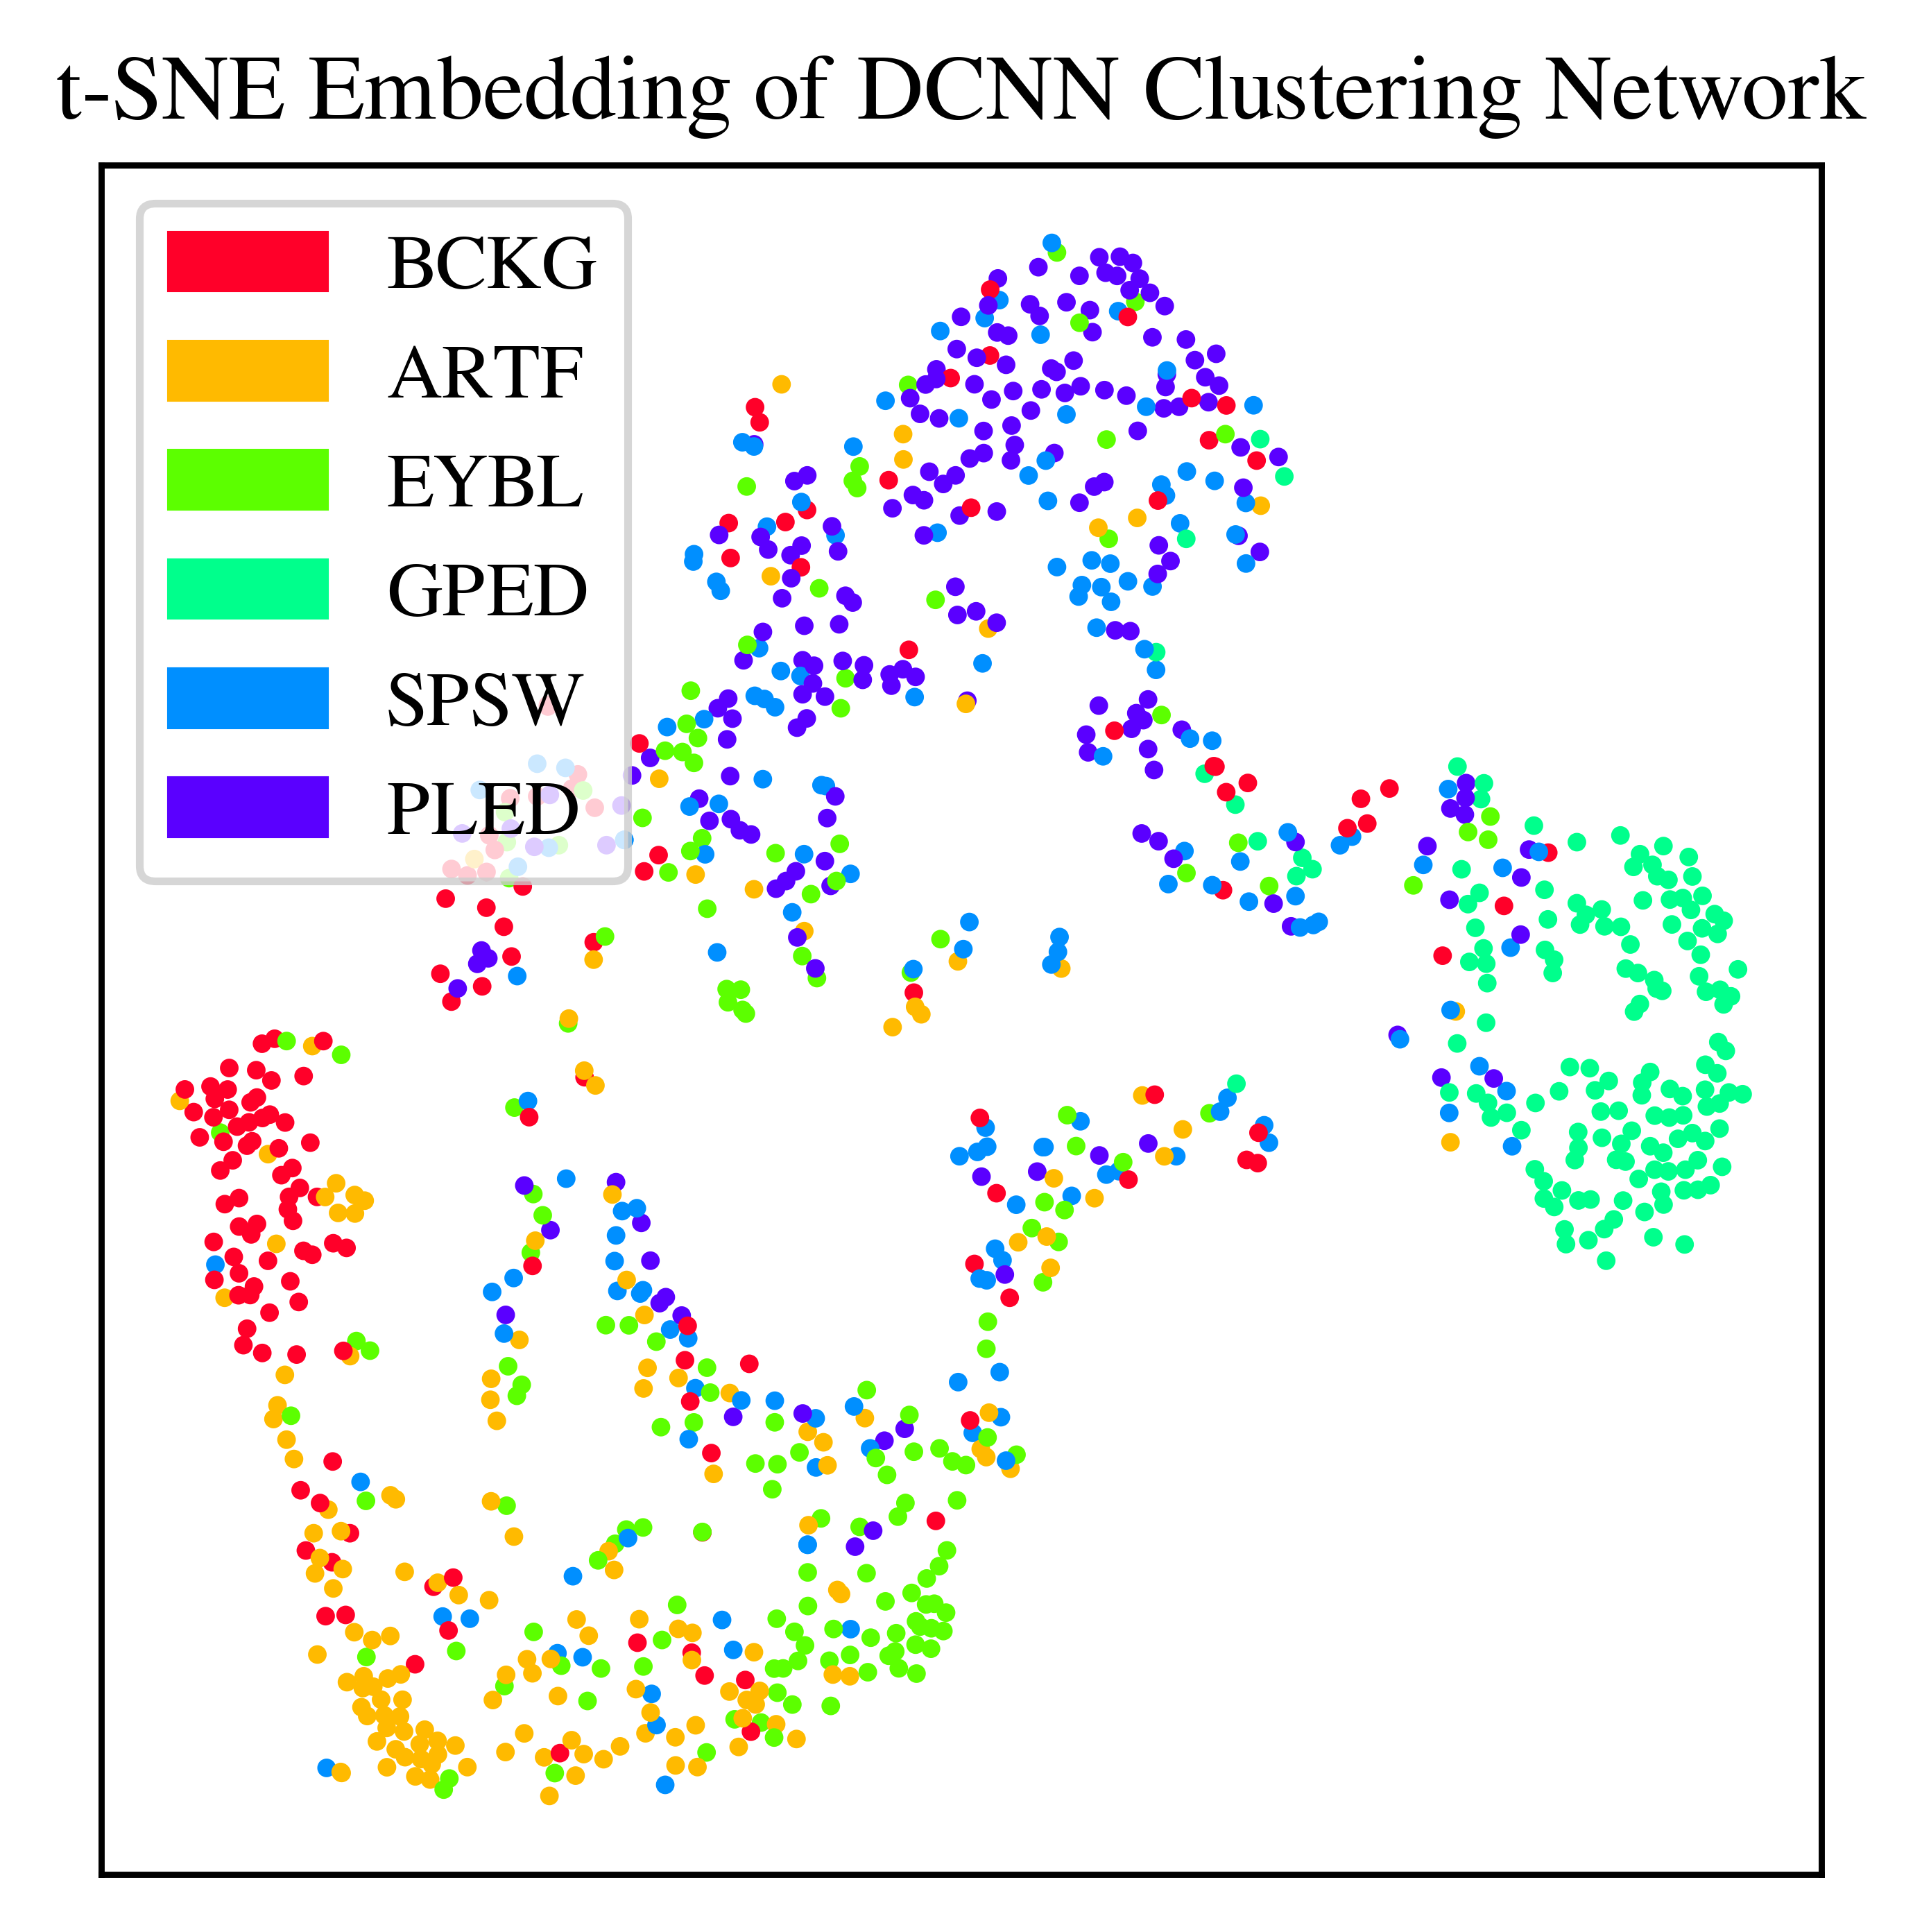 t-SNE Embedding of DCNN Clustering Network
BCKG
ARTF
EYBL
GPED
SPSW
PLED